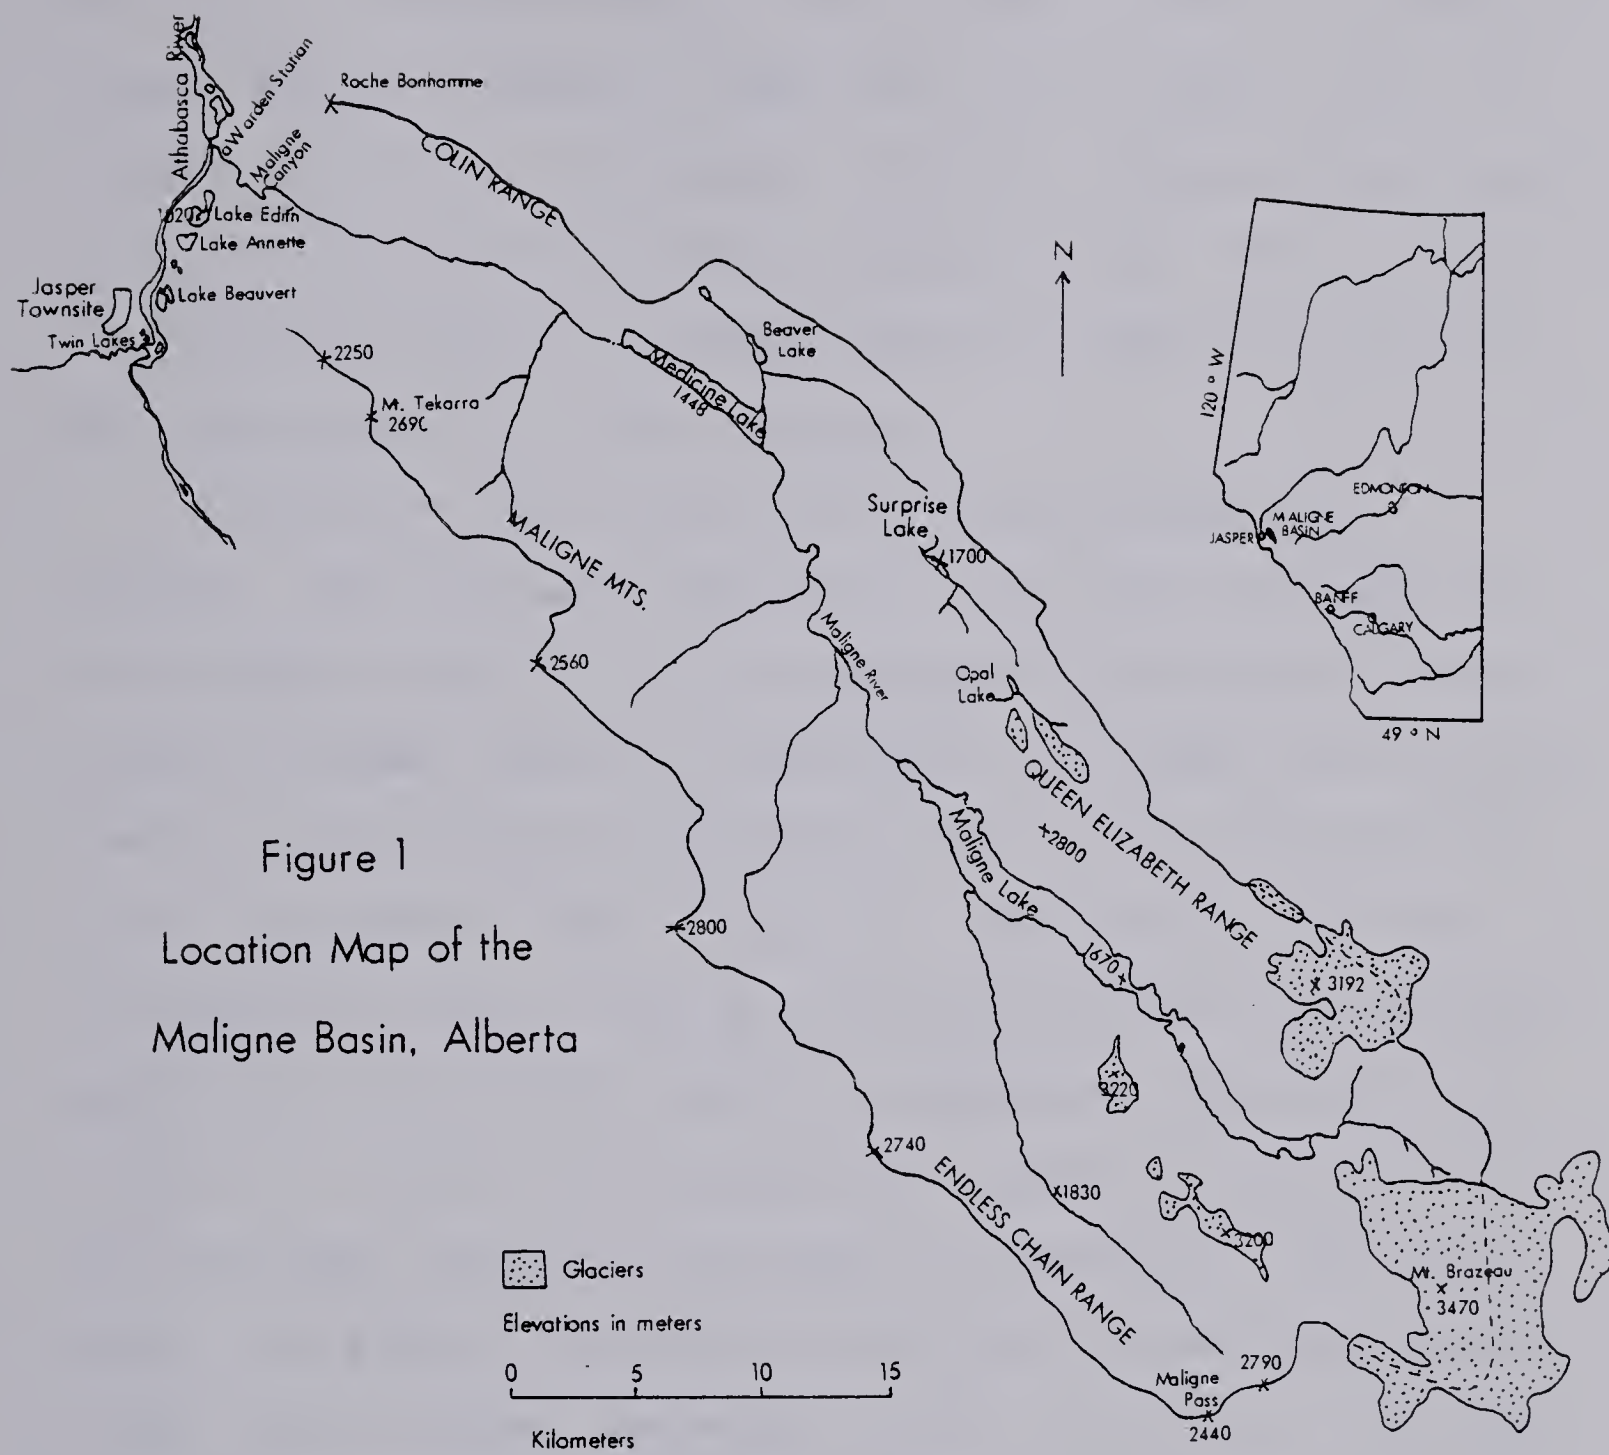 Athabasca River
Warden Station
Roche Bonhomme
Maligne
Canyon
COLIN RANGE
1020
Lake Edith
Lake Annette
Jasper
Townsite
Lake Beauvert
Twin Lakes
2250
Mt. Tekarra
2690
Beaver
Lake
Medicine Lake
1448
N
120° W
EDMONTON
MALIGNE
BASIN
JASPER
BANFF
CALGARY
49° N
Surprise
Lake
1700
MALIGNE MTS.
2560
Maligne River
Opal
Lake
QUEEN ELIZABETH RANGE
2800
Maligne Lake
1670
3192
2800
Figure 1
Location Map of the
Maligne Basin, Alberta
3220
2740
ENDLESS CHAIN RANGE
1830
3200
Mt. Brazeau
3470
Glaciers
Elevations in meters
0 5 10 15
Kilometers
2790
Maligne
Pass
2440